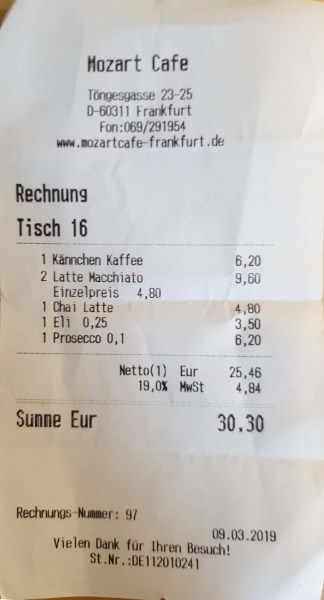 Mozart Cafe
Töngesgasse 23-25
D-60311 Frankfurt
Fon:069/291954
www.mozartcafe-frankfurt.de
Rechnung
Tisch 16
1 Kännchen Kaffee 6,20
2 Latte Macchiato 9,60
Einzelpreis 4,80
1 Chai Latte 4,80
1 Eli 0,25 3,50
1 Prosecco 0,1 6,20
Netto(1) Eur 25,46
19,0% MwSt 4,84
Summe Eur 30,30
Rechnungs-Nummer: 97
09.03.2019
Vielen Dank für Ihren Besuch!
St.Nr.:DE112010241